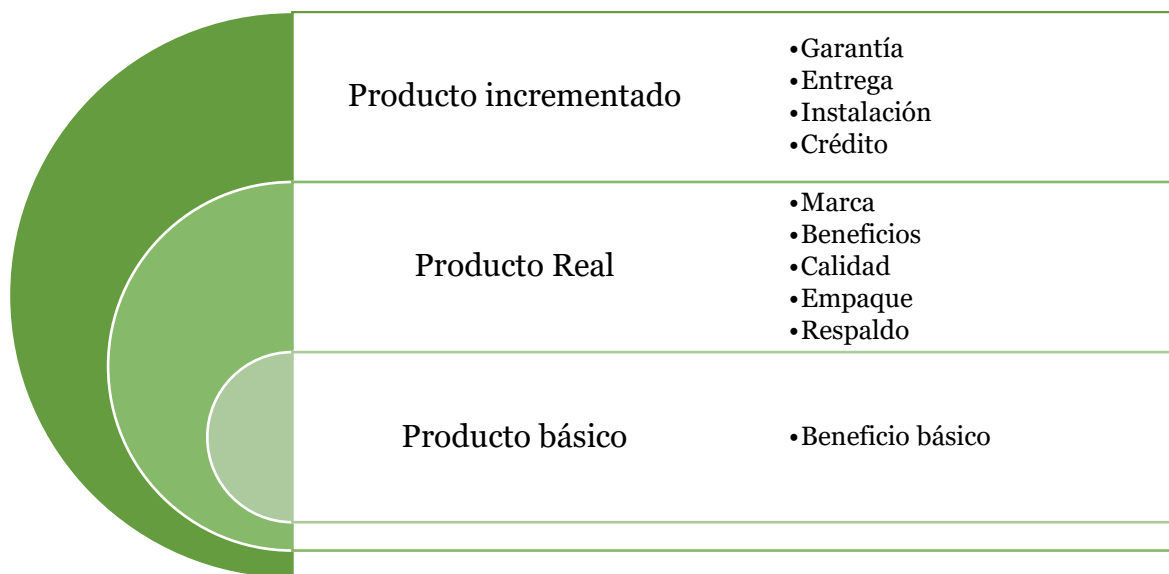 Producto incrementado
•Garantía
•Entrega
•Instalación
•Crédito
Producto Real
•Marca
•Beneficios
•Calidad
•Empaque
•Respaldo
Producto básico
•Beneficio básico